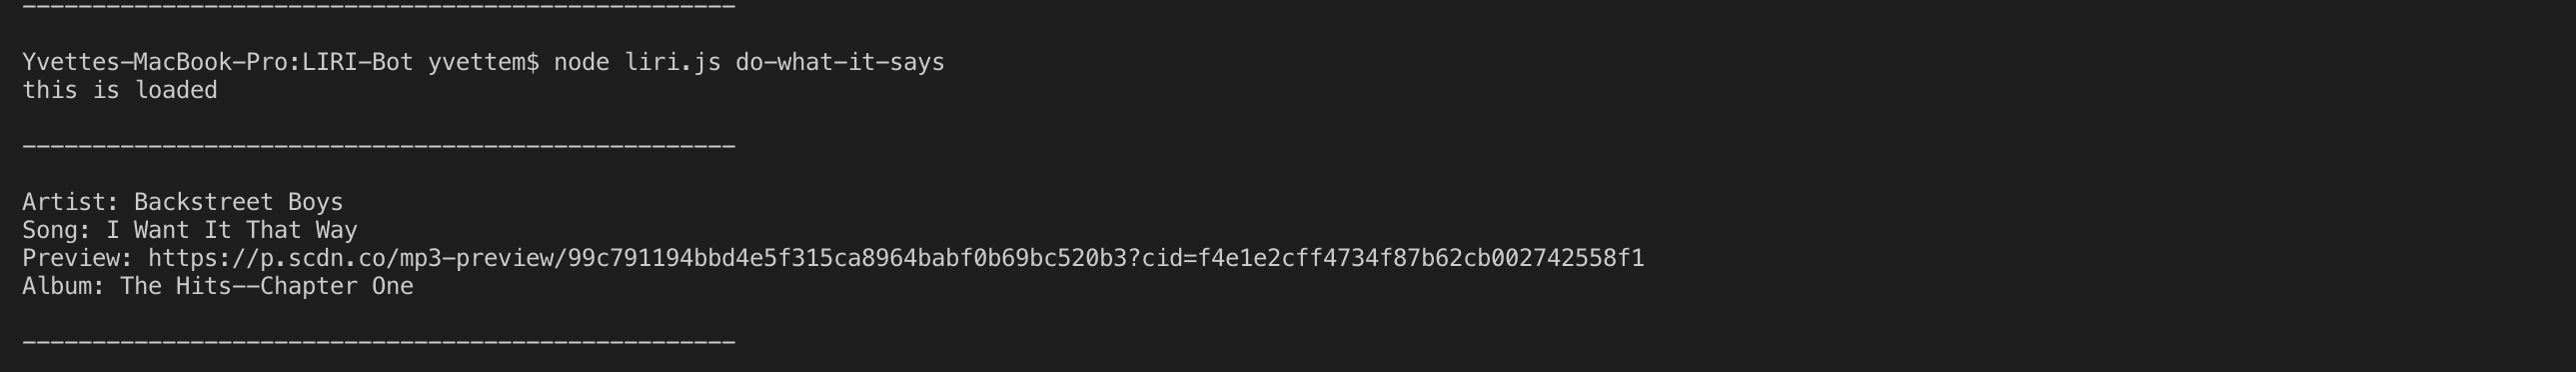 --------------------------------------------------- 
Yvettes-MacBook-Pro:LIRI-Bot yvettem$ node liri.js do-what-it-says
this is loaded
---------------------------------------------------
Artist: Backstreet Boys
Song: I Want It That Way
Preview: https://p.scdn.co/mp3-preview/99c791194bbd4e5f315ca8964babf0b69bc520b3?cid=f4e1e2cff4734f87b62cb002742558f1
Album: The Hits--Chapter One
---------------------------------------------------